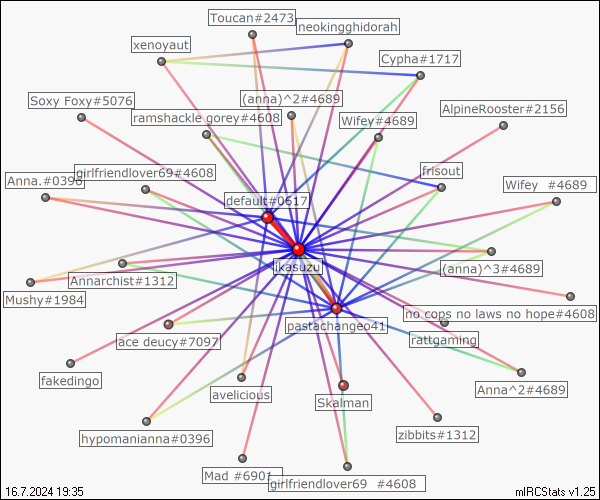 Toucan#2473
neokingghidorah
xenoyaut
Cypha#1717
Soxy Foxy#5076
(anna)^2#4689
AlpineRooster#2156
ramshackle gorey#4608
Wifey#4689
Anna.#0396
girlfriendlover69#4608
frisout
Wifey #4689
default#0617
ikasuzu
(anna)^3#4689
Annarchist#1312
Mushy#1984
no cops no laws no hope#4608
pastachangeo41
rattgaming
ace deucy#7097
fakedingo
avelicious
Skalman
Anna^2#4689
hypomanianna#0396
zibbits#1312
Mad #6901
girlfriendlover69 #4608
16.7.2024 19:35
mIRCStats v1.25